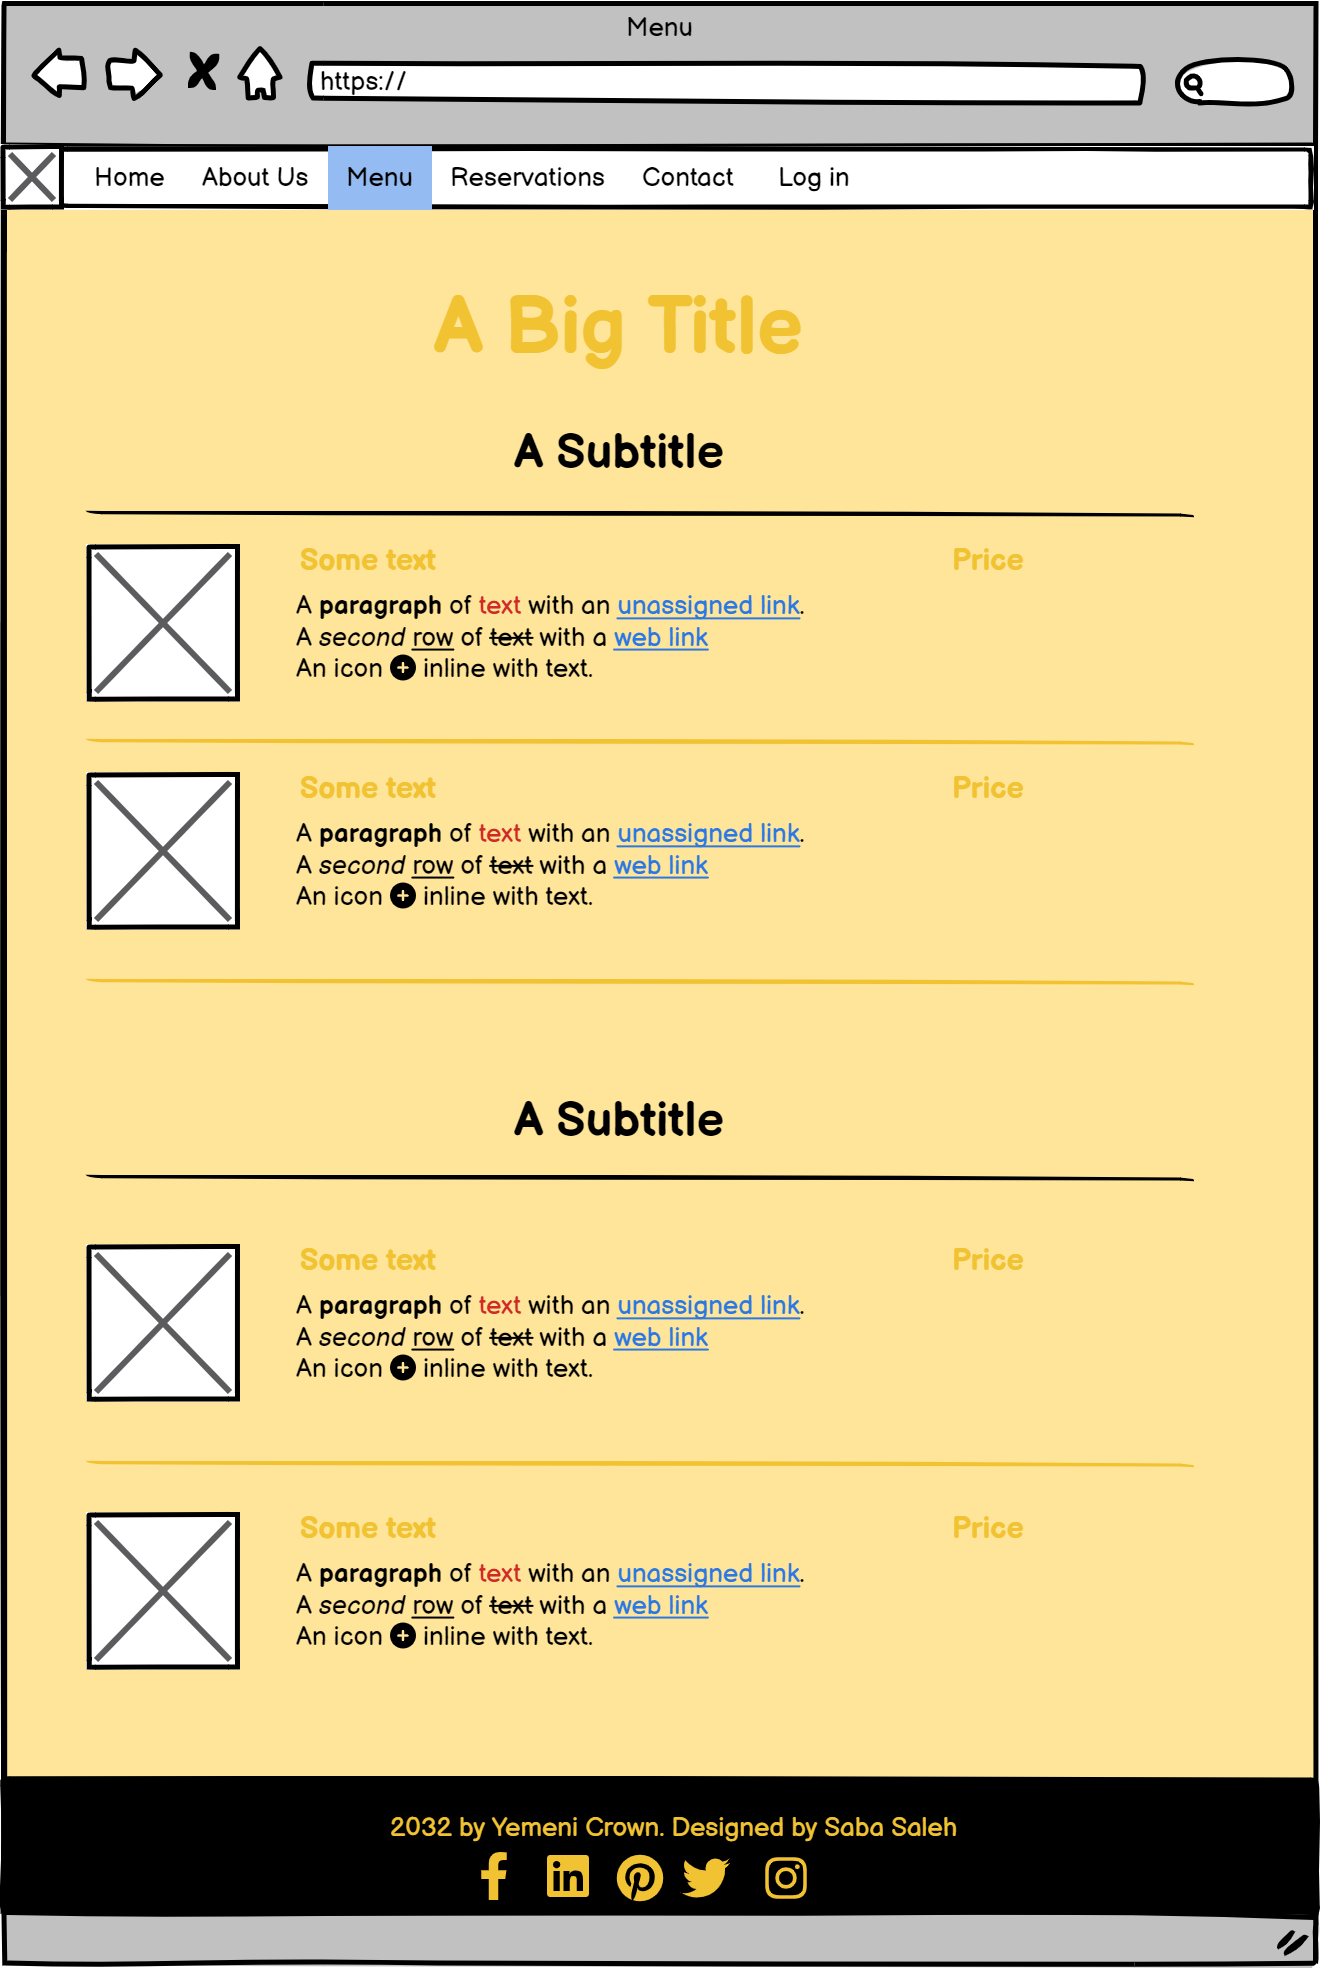 Menu
https://
Home About Us Menu Reservations Contact Log in
A Big Title
A Subtitle
Some text Price
A paragraph of text with an unassigned link.
A second row of text with a web link
An icon inline with text.
Some text Price
A paragraph of text with an unassigned link.
A second row of text with a web link
An icon inline with text.
A Subtitle
Some text Price
A paragraph of text with an unassigned link.
A second row of text with a web link
An icon inline with text.
Some text Price
A paragraph of text with an unassigned link.
A second row of text with a web link
An icon inline with text.
2032 by Yemeni Crown. Designed by Saba Saleh